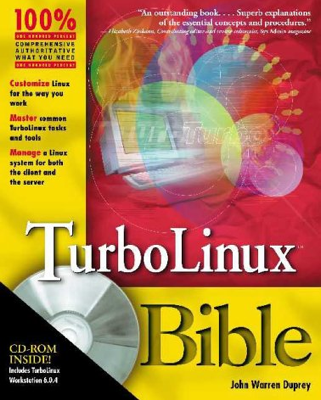 100%
ONE HUNDRED PERCENT
COMPREHENSIVE
AUTHORITATIVE
WHAT YOU NEED
ONE HUNDRED PERCENT
Customize Linux
for the way you
work
Master common
TurboLinux tasks
and tools
Manage a Linux
system for both
the client and
the server
"An outstanding book. . . . Superb explanations
of the essential concepts and procedures."
TurboLinux™
Bible
CD-ROM
INSIDE!
Includes TurboLinux
Workstation 6.0.4
John Warren Duprey